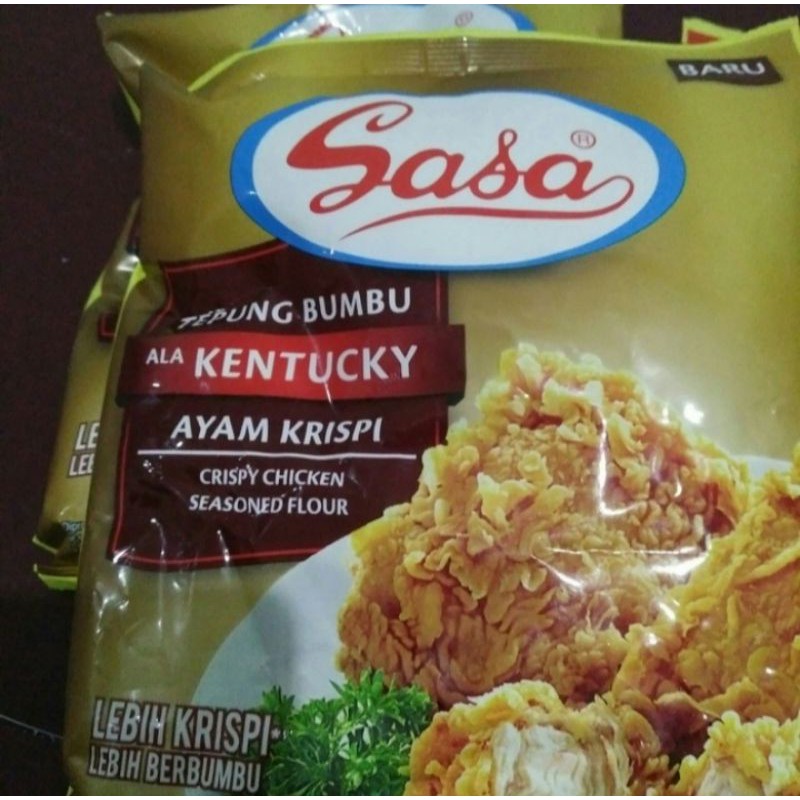 BARU
Sasa®
TEPUNG BUMBU
ALA KENTUCKY
AYAM KRISPI
CRISPY CHICKEN
SEASONED FLOUR
LEBIH KRISPI
LEBIH BERBUMBU